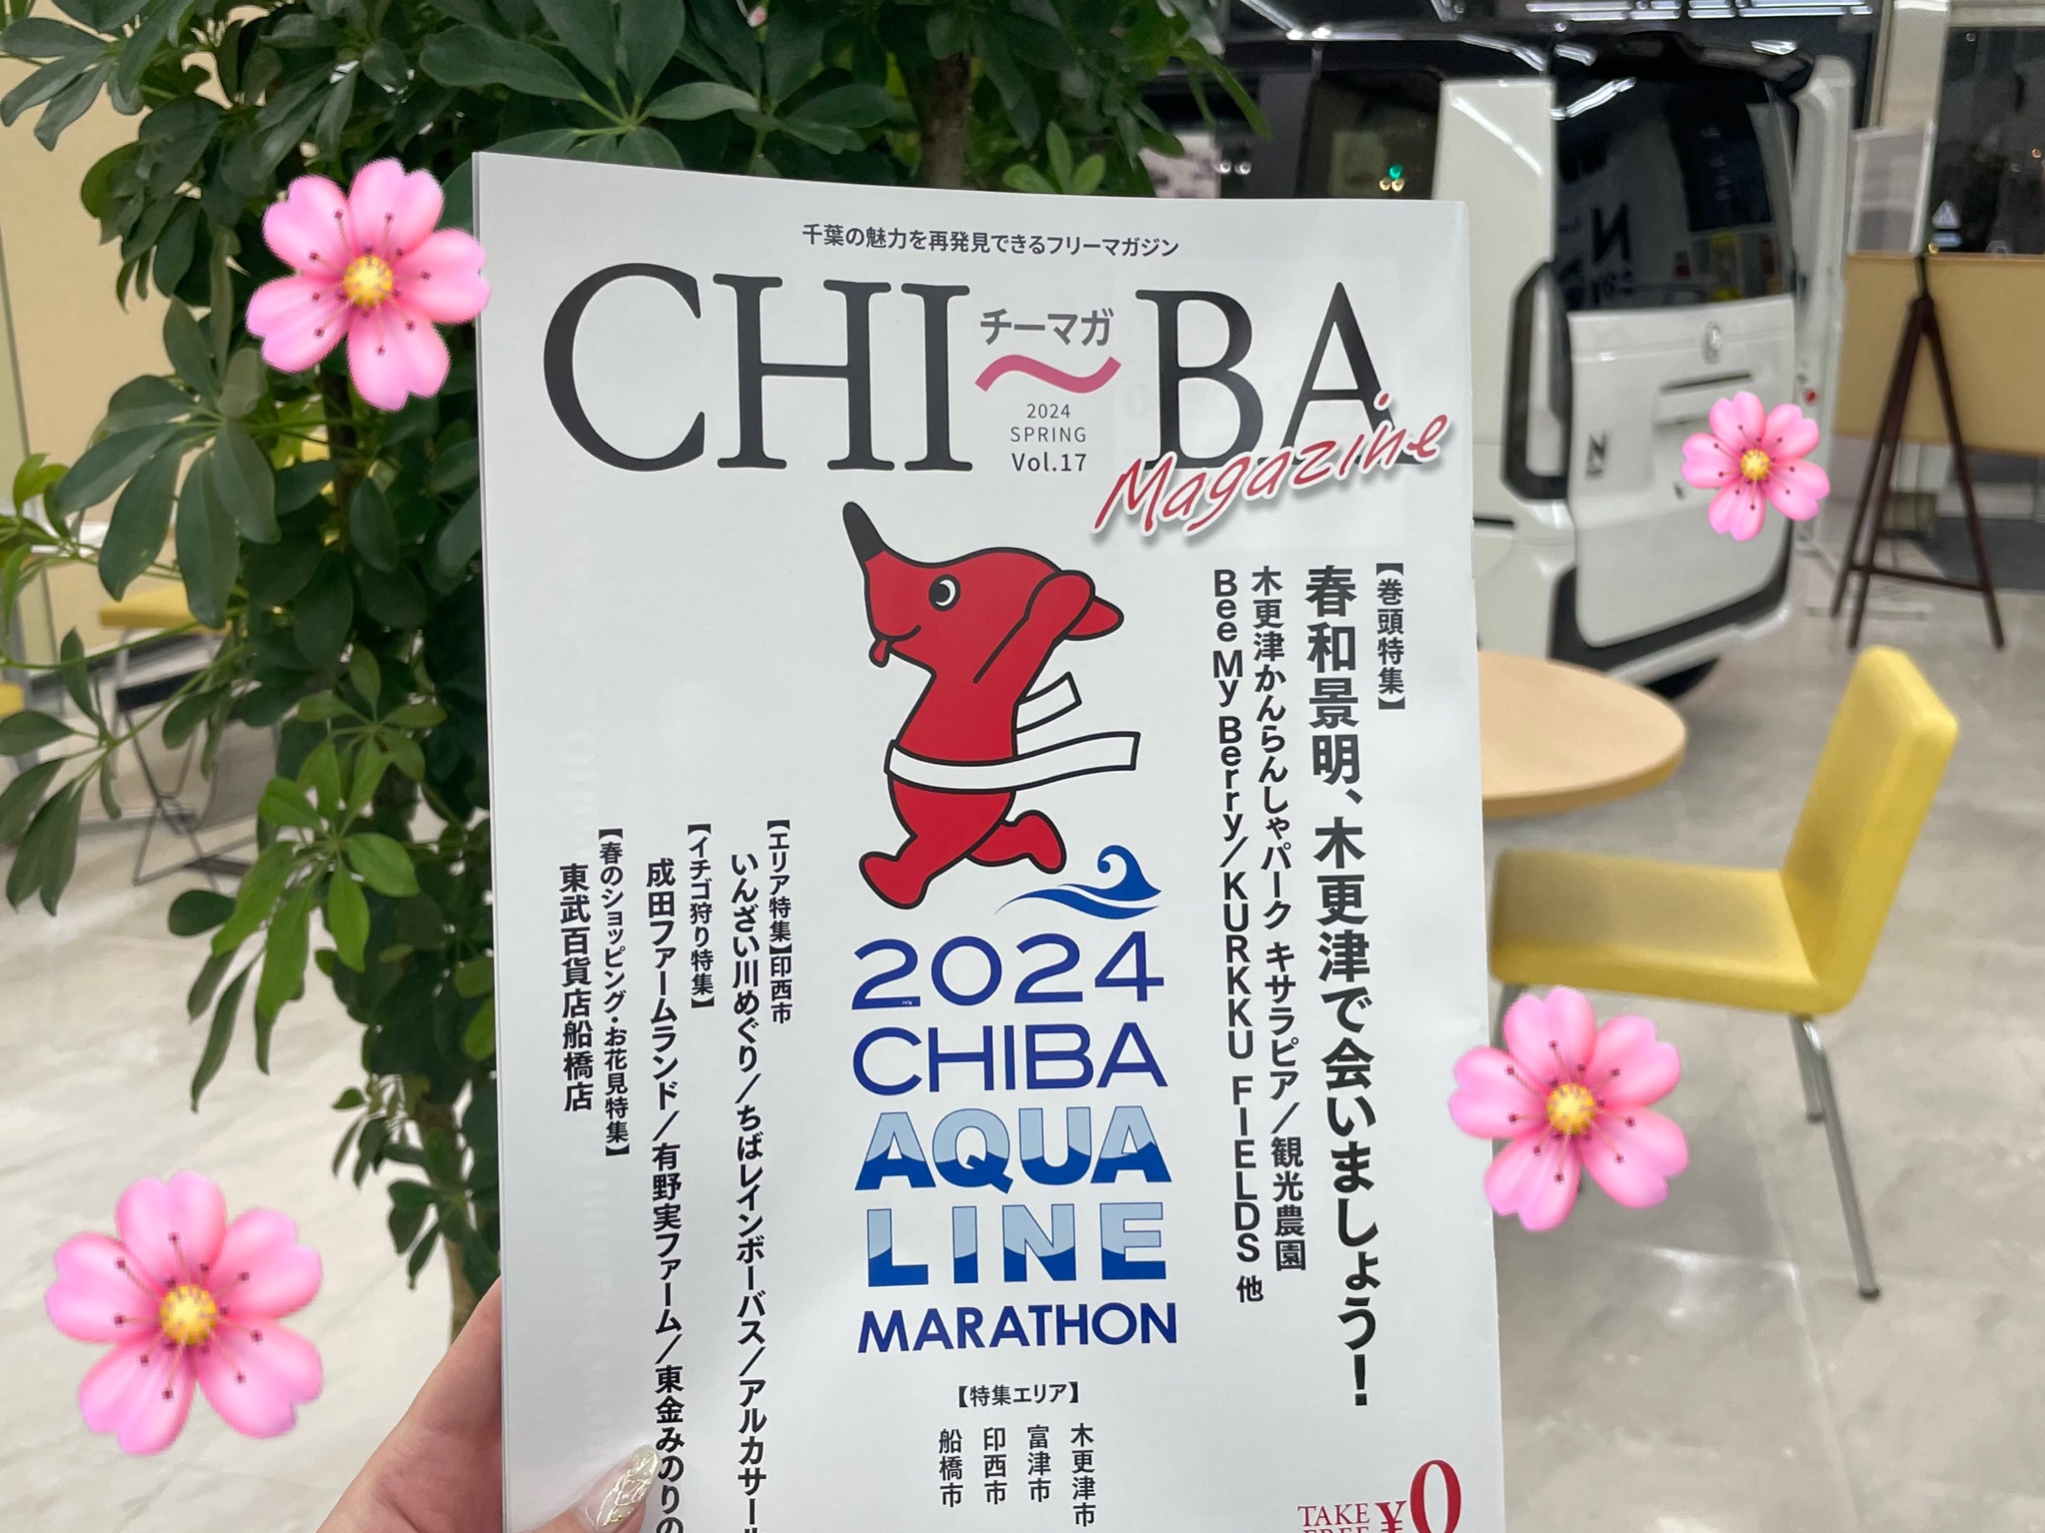 千葉の魅力を再発見できるフリーマガジン
CHI〜BA
チーマガ
Magazine
2024
SPRING
Vol.17
【巻頭特集】
春和景明、木更津で会いましょう！
木更津かんらんしゃパーク キサラピア／観光農園
Bee My Berry／KURKKU FIELDS 他
【エリア特集】印西市
いんざい川めぐり／ちばレインボーバス／アルカサール
【イチゴ狩り特集】
成田ファームランド／有野実ファーム／東金みのりの
【春のショッピング・お花見特集】
東武百貨店船橋店
2024
CHIBA
AQUA
LINE
MARATHON
【特集エリア】
木更津市
富津市
印西市
船橋市
TAKE
FREE
¥0
N